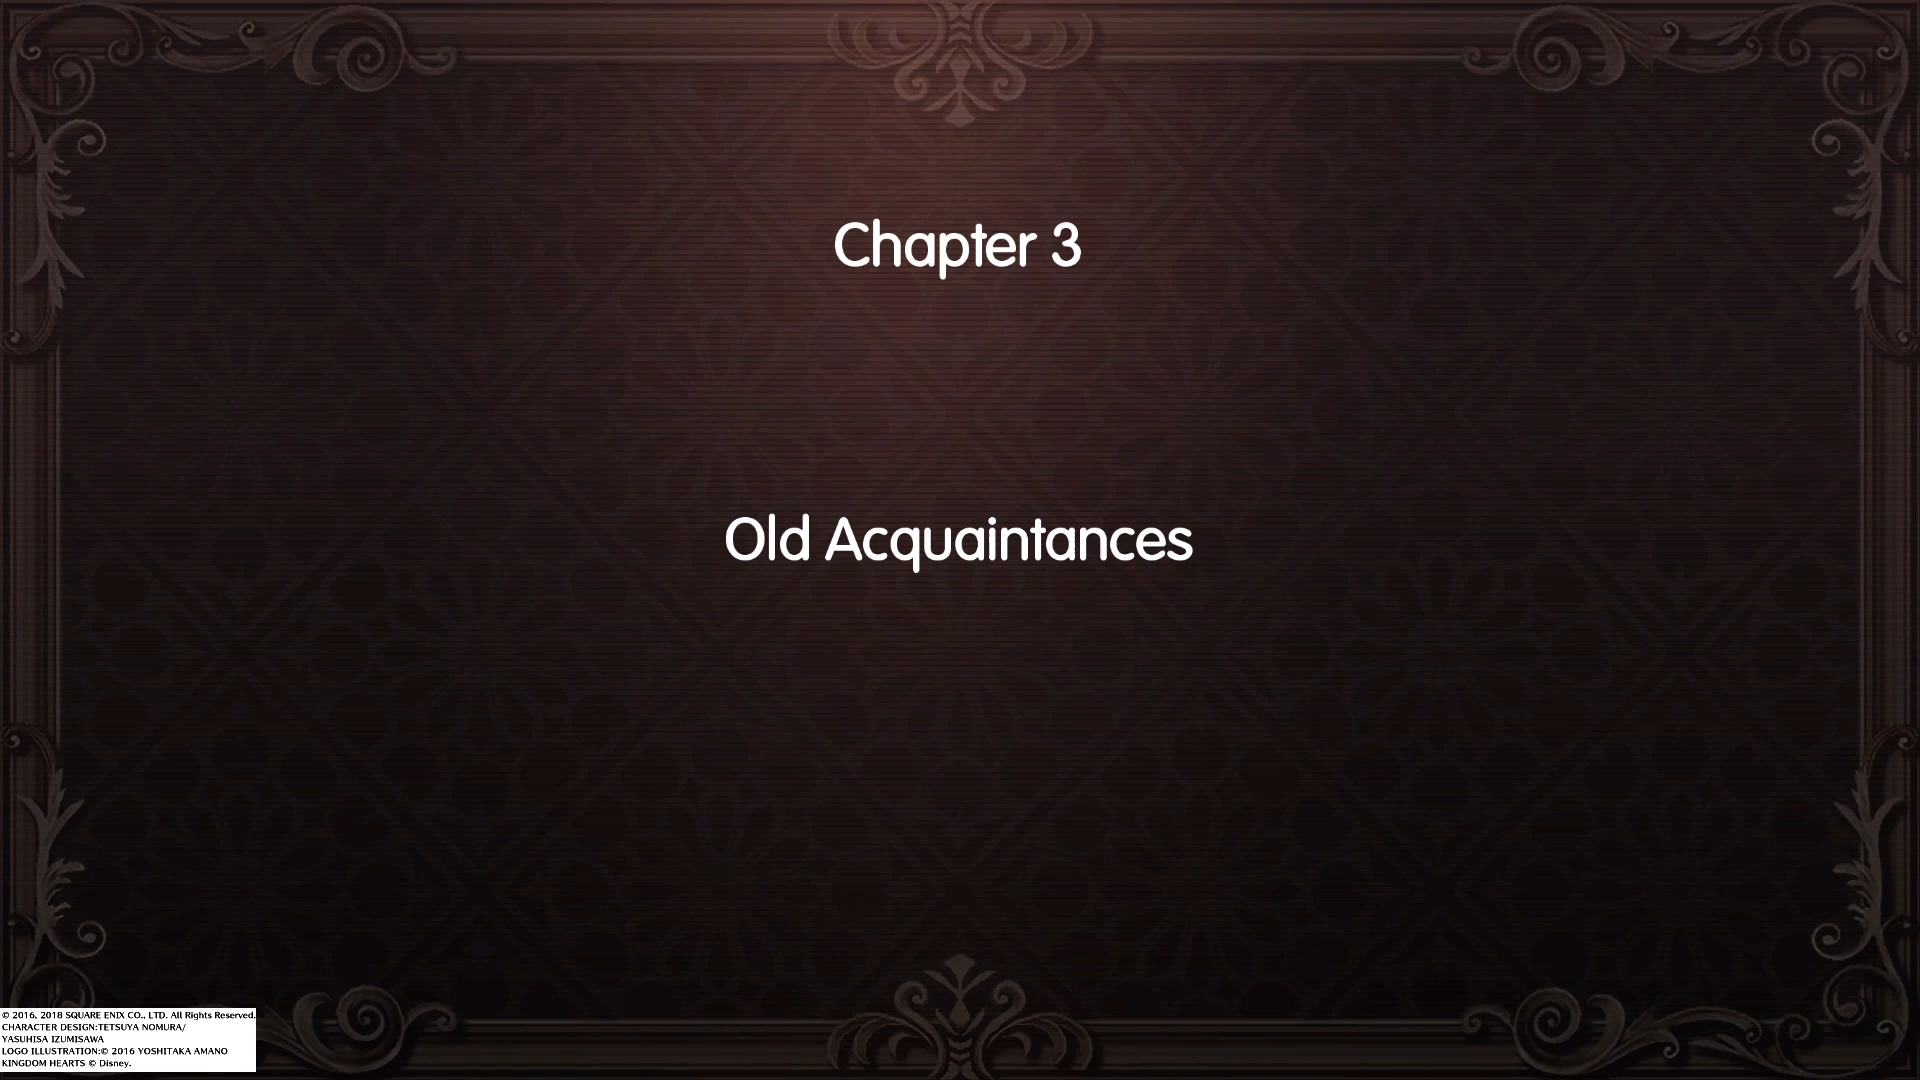 Chapter 3
Old Acquaintances
© 2016, 2018 SQUARE ENIX CO., LTD. All Rights Reserved.
CHARACTER DESIGN:TETSUYA NOMURA/
YASUHISA IZUMISAWA
LOGO ILLUSTRATION:© 2016 YOSHITAKA AMANO
KINGDOM HEARTS © Disney.